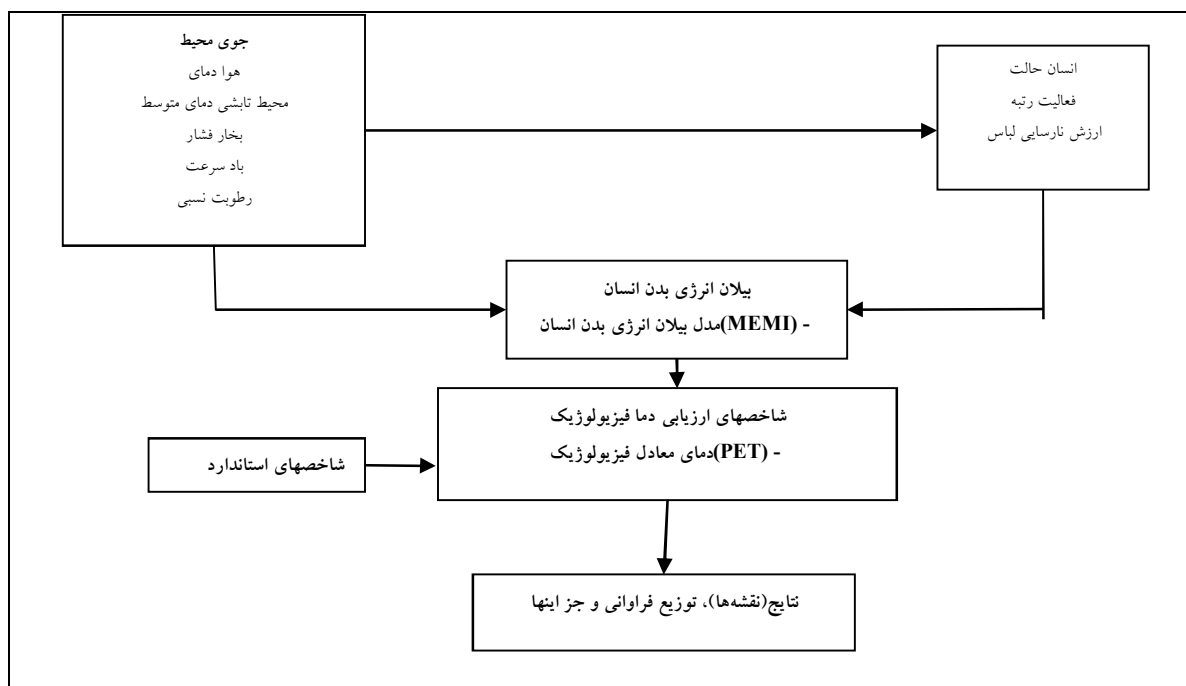 جوی محیط
هوا دمای
محیط تابشی دمای متوسط
بخار فشار
باد سرعت
رطوبت نسبی
انسان حالت
فعالیت رتبه
ارزش نارسایی لباس
بیلان انرژی بدن انسان
- (MEMI)مدل بیلان انرژی بدن انسان
شاخصهای ارزیابی دما فیزیولوژیک
- (PET)دمای معادل فیزیولوژیک
شاخصهای استاندارد
نتایج(نقشه‌ها)، توزیع فراوانی و جز اینها